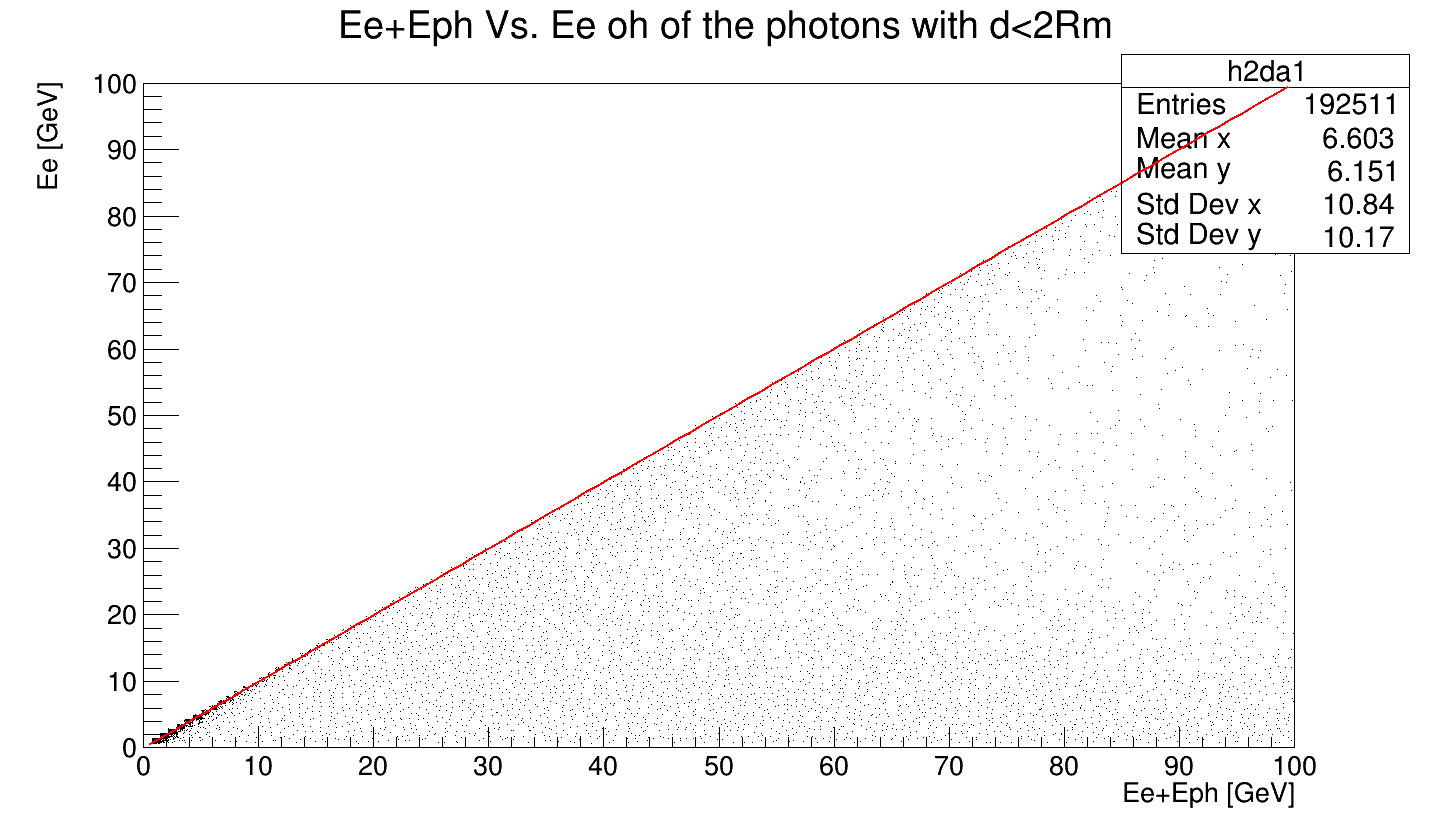 Ee+Eph Vs. Ee oh of the photons with d<2Rm
h2da1
Entries 192511
Mean x 6.603
Mean y 6.151
Std Dev x 10.84
Std Dev y 10.17
Ee [GeV]
100
90
80
70
60
50
40
30
20
10
0
0 10 20 30 40 50 60 70 80 90 100
Ee+Eph [GeV]